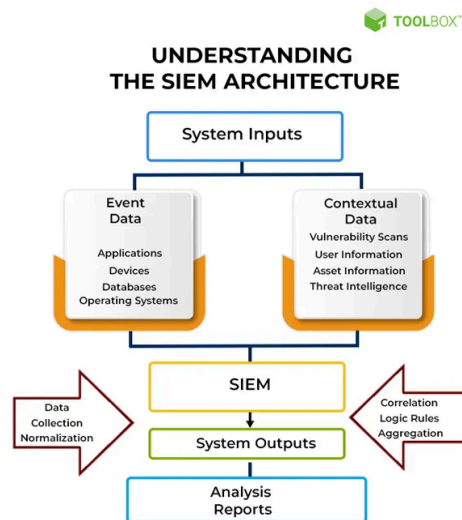 TOOLBOX™
UNDERSTANDING
THE SIEM ARCHITECTURE
System Inputs
Event
Data
Applications
Devices
Databases
Operating Systems
Contextual
Data
Vulnerability Scans
User Information
Asset Information
Threat Intelligence
SIEM
Data
Collection
Normalization
Correlation
Logic Rules
Aggregation
System Outputs
Analysis
Reports